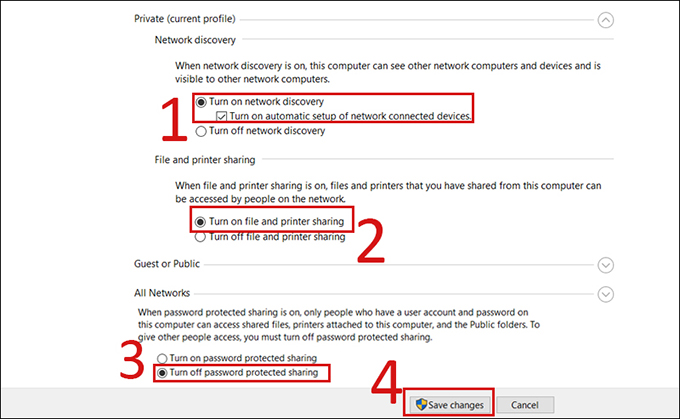 Private (current profile)
Network discovery
When network discovery is on, this computer can see other network computers and devices and is
visible to other network computers.
1
Turn on network discovery
Turn on automatic setup of network connected devices.
Turn off network discovery
File and printer sharing
When file and printer sharing is on, files and printers that you have shared from this computer can
be accessed by people on the network.
Turn on file and printer sharing
2
Turn off file and printer sharing
Guest or Public
All Networks
When password protected sharing is on, only people who have a user account and password on
this computer can access shared files, printers attached to this computer, and the Public folders. To
give other people access, you must turn off password protected sharing.
3
Turn on password protected sharing
Turn off password protected sharing
4
Save changes Cancel